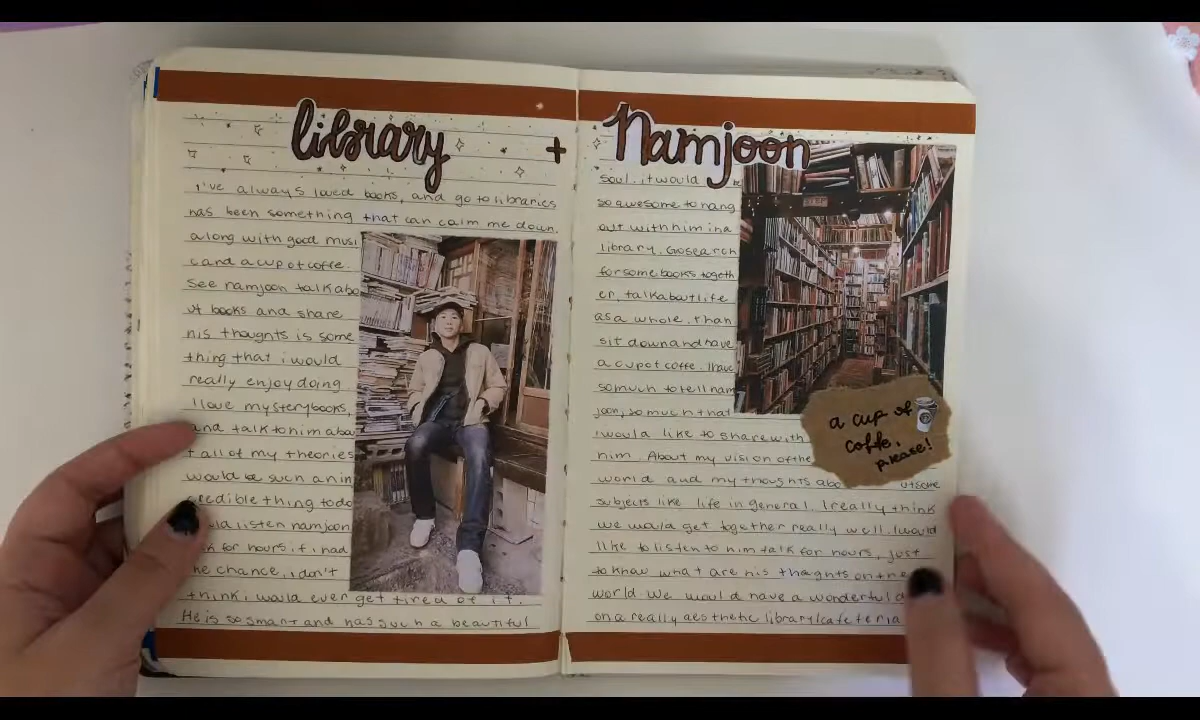 library
+
Namjoon
I've always loved books, and go to libraries
has been something that can calm me down.
along with good musi
c and a cup of coffe.
See namjoon talk abo
ut books and share
his thoughts is some
thing that i would
really enjoy doing
I love mystery books,
and talk to him abou
t all of my theories
would be such an in
credible thing to do
listen namjoon
for hours if i had
the chance, i don't
think i would ever get tired of it.
He is so smart and has such a beautiful
soul. it would be
so awesome to hang
out with him in a
library. Go search
for some books togeth
er, talk about life
as a whole. than
sit down and have
a cup of coffe. I have
so much to tell nam
joon, so much that
i would like to share with
him. About my vision of the
world and my thoughts abo
subjects like life in general. I really think
we would get together really well. I would
like to listen to him talk for hours, just
to know what are his thoughts on the
world. We would have a wonderful
on a really aesthetic library/cafeteria
a cup of
coffe,
please!